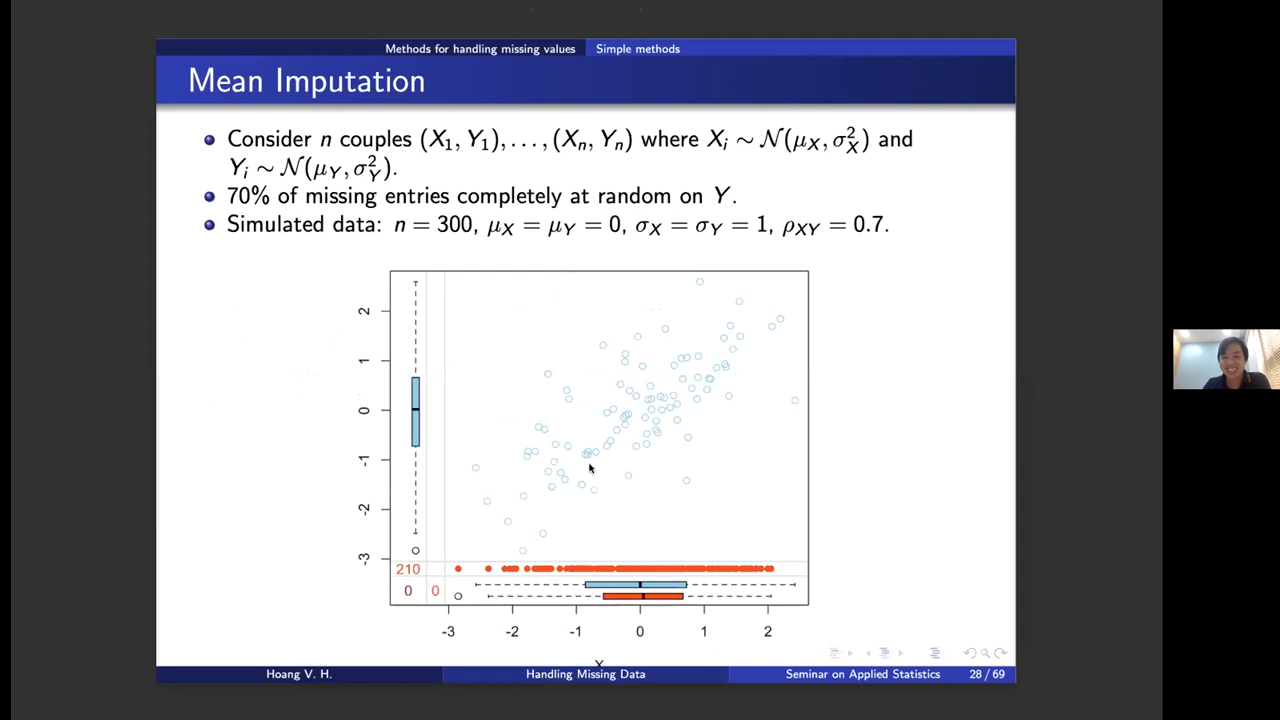 Methods for handling missing values Simple methods
Mean Imputation
Consider n couples (X₁, Y₁), . . . , (Xₙ, Yₙ) where Xᵢ ∼ 𝒩(μ_X, σ²_X) and
Yᵢ ∼ 𝒩(μ_Y, σ²_Y).
70% of missing entries completely at random on Y.
Simulated data: n = 300, μ_X = μ_Y = 0, σ_X = σ_Y = 1, ρ_XY = 0.7.
2
1
0
-1
-2
-3
210
0 0
-3 -2 -1 0 1 2
Hoang V. H. Handling Missing Data Seminar on Applied Statistics 28 / 69